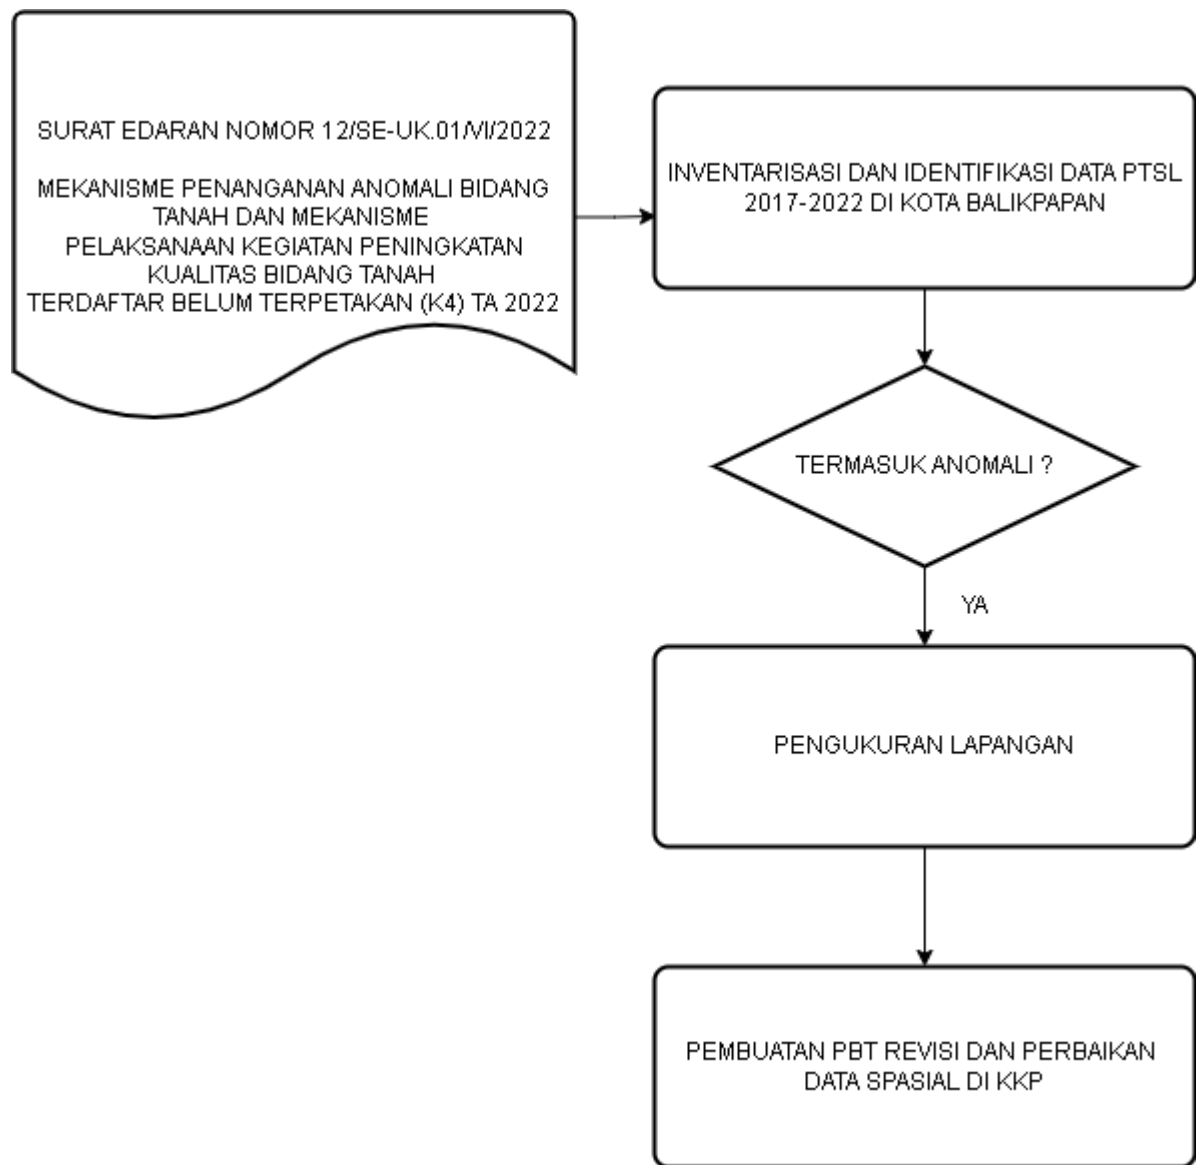 SURAT EDARAN NOMOR 12/SE-UK.01/VI/2022
MEKANISME PENANGANAN ANOMALI BIDANG
TANAH DAN MEKANISME
PELAKSANAAN KEGIATAN PENINGKATAN
KUALITAS BIDANG TANAH
TERDAFTAR BELUM TERPETAKAN (K4) TA 2022
INVENTARISASI DAN IDENTIFIKASI DATA PTSL
2017-2022 DI KOTA BALIKPAPAN
TERMASUK ANOMALI ?
YA
PENGUKURAN LAPANGAN
PEMBUATAN PBT REVISI DAN PERBAIKAN
DATA SPASIAL DI KKP